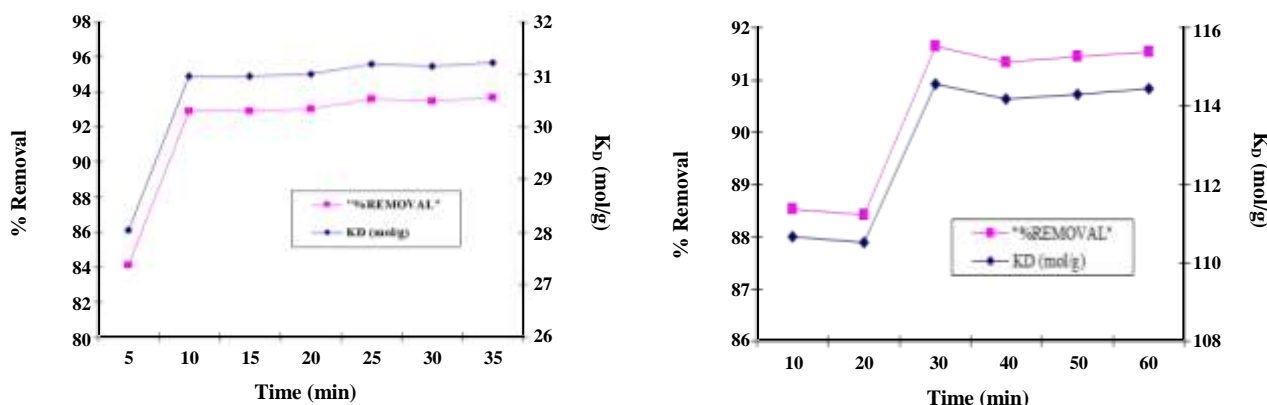 98
96
94
92
90
88
86
84
82
80
% Removal
32
31
30
29
28
27
26
K_D (mol/g)
"%REMOVAL"
KD (mol/g)
5 10 15 20 25 30 35
Time (min)
92
91
90
89
88
87
86
% Removal
116
114
112
110
108
K_D (mol/g)
"%REMOVAL"
KD (mol/g)
10 20 30 40 50 60
Time (min)